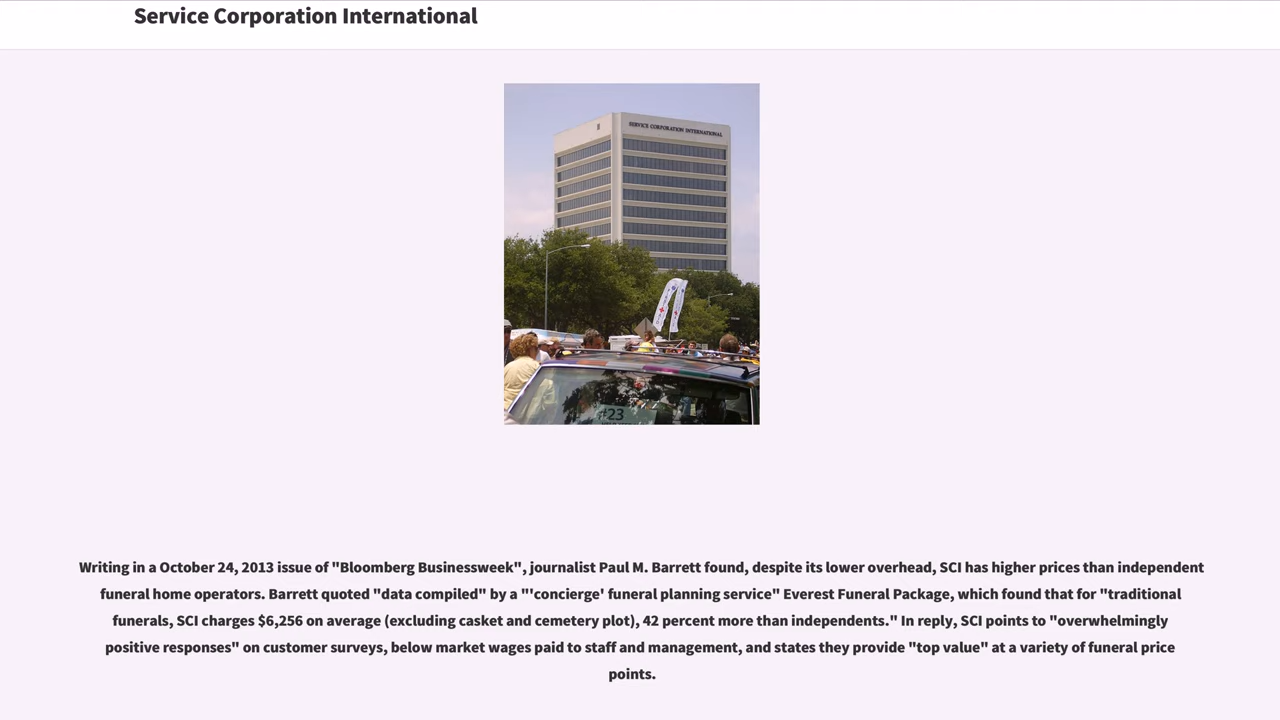 Service Corporation International
SERVICE CORPORATION INTERNATIONAL
#23
Writing in a October 24, 2013 issue of "Bloomberg Businessweek", journalist Paul M. Barrett found, despite its lower overhead, SCI has higher prices than independent
funeral home operators. Barrett quoted "data compiled" by a "'concierge' funeral planning service" Everest Funeral Package, which found that for "traditional
funerals, SCI charges $6,256 on average (excluding casket and cemetery plot), 42 percent more than independents." In reply, SCI points to "overwhelmingly
positive responses" on customer surveys, below market wages paid to staff and management, and states they provide "top value" at a variety of funeral price
points.